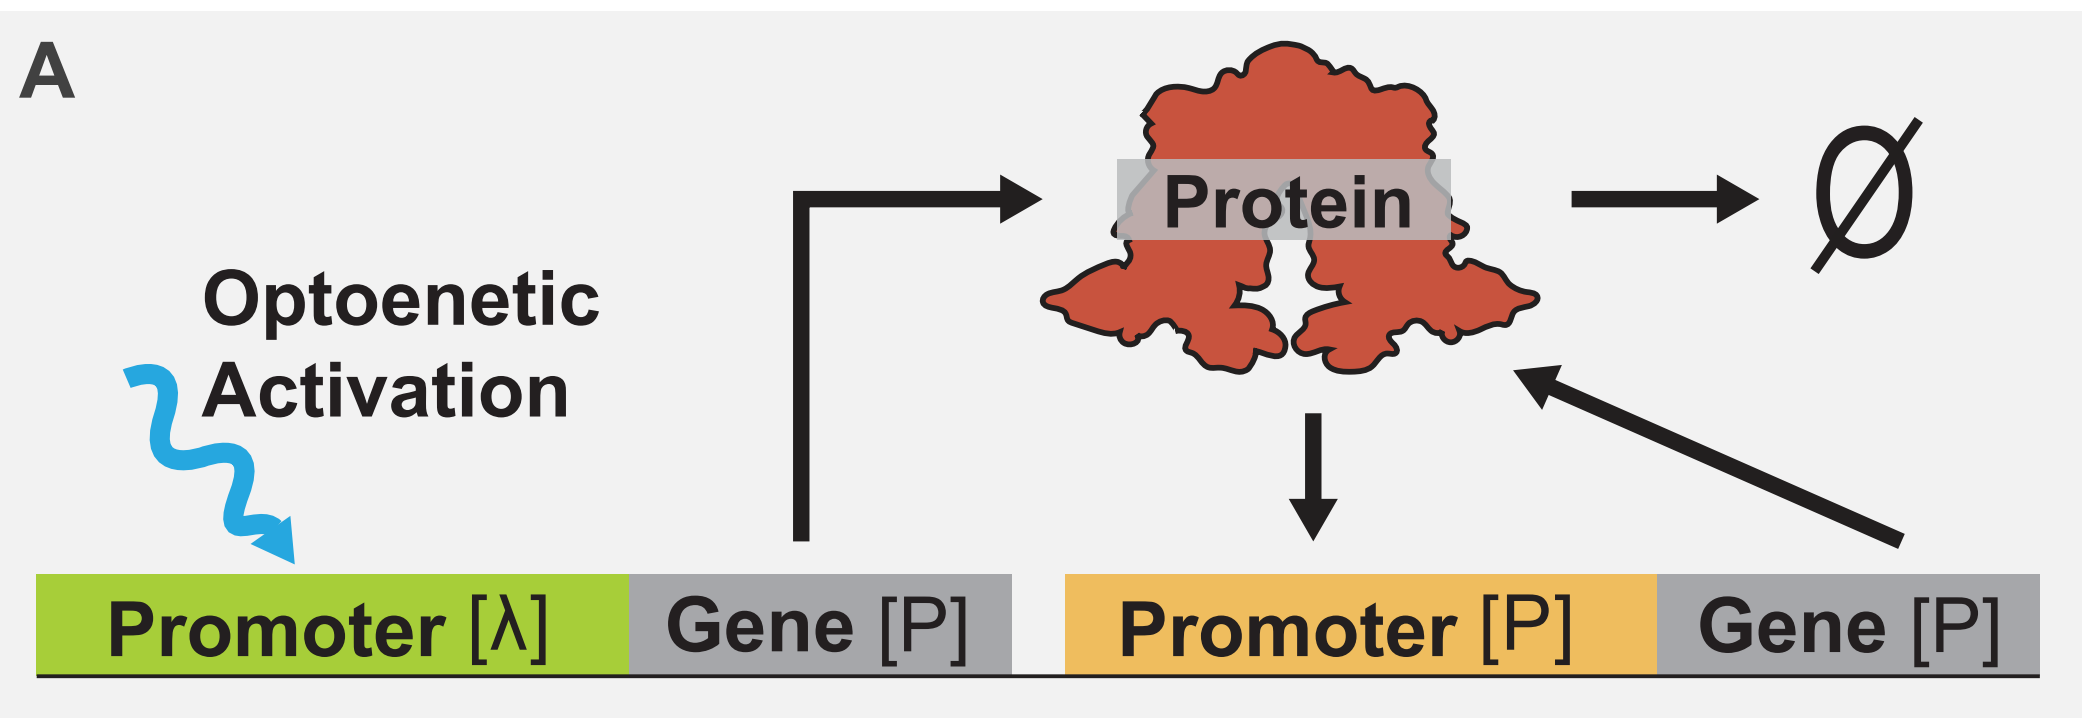 A
Protein
Ø
Optoenetic
Activation
Promoter [λ]
Gene [P]
Promoter [P]
Gene [P]